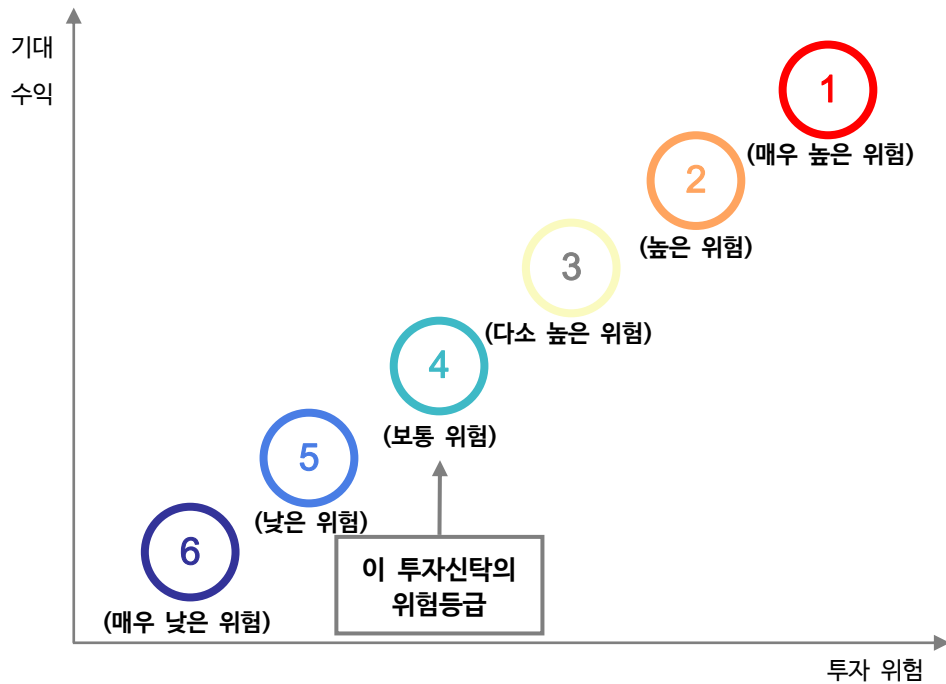 기대
수익
1
(매우 높은 위험)
2
(높은 위험)
3
(다소 높은 위험)
4
(보통 위험)
5
(낮은 위험)
6
(매우 낮은 위험)
이 투자신탁의
위험등급
투자 위험